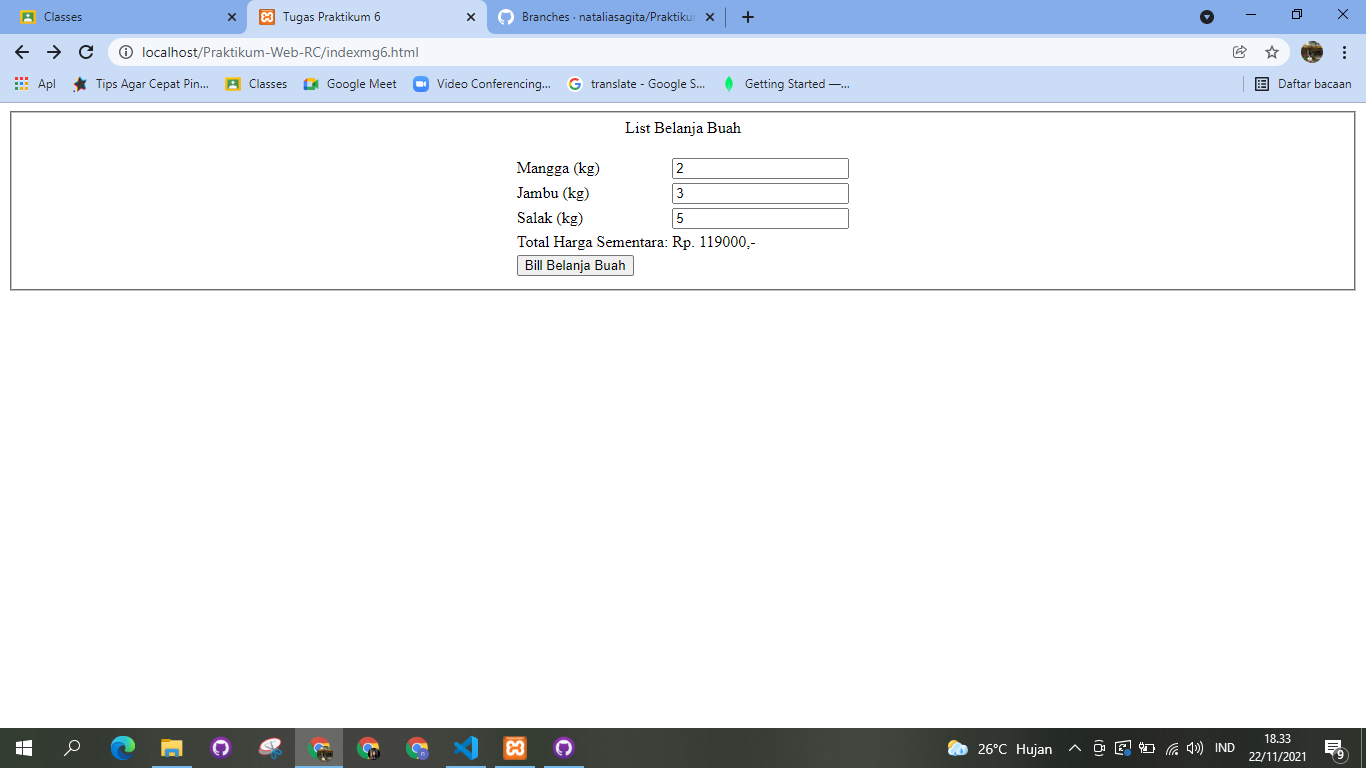 Classes
Tugas Praktikum 6
Branches · nataliasagita/Praktikum
localhost/Praktikum-Web-RC/indexmg6.html
Apl
Tips Agar Cepat Pin...
Classes
Google Meet
Video Conferencing...
translate - Google S...
Getting Started —...
Daftar bacaan
List Belanja Buah
Mangga (kg) 2
Jambu (kg) 3
Salak (kg) 5
Total Harga Sementara: Rp. 119000,-
Bill Belanja Buah
26°C Hujan
IND
18.33
22/11/2021
9